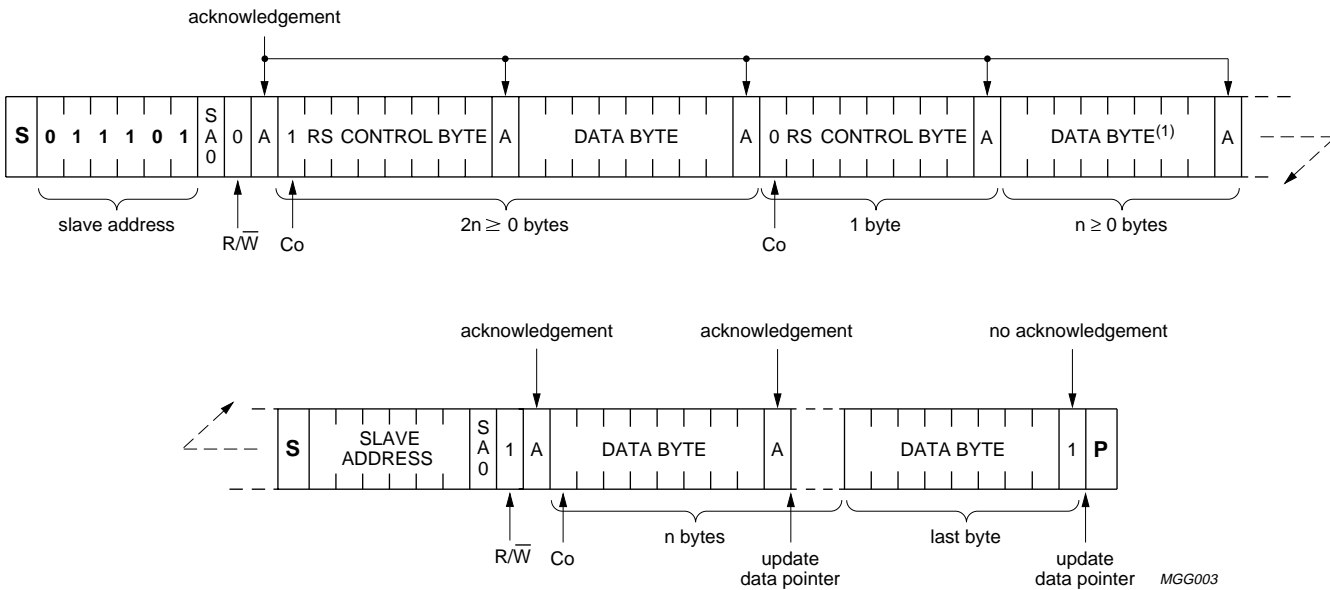 acknowledgement
S 0 1 1 1 0 1 SA0 0 A 1 RS CONTROL BYTE A DATA BYTE A 0 RS CONTROL BYTE A DATA BYTE(1) A
slave address 2n ≥ 0 bytes 1 byte n ≥ 0 bytes
R/W̅ Co Co
acknowledgement acknowledgement no acknowledgement
S SLAVE ADDRESS SA0 1 A DATA BYTE A DATA BYTE 1 P
n bytes last byte
R/W̅ Co update data pointer update data pointer MGG003